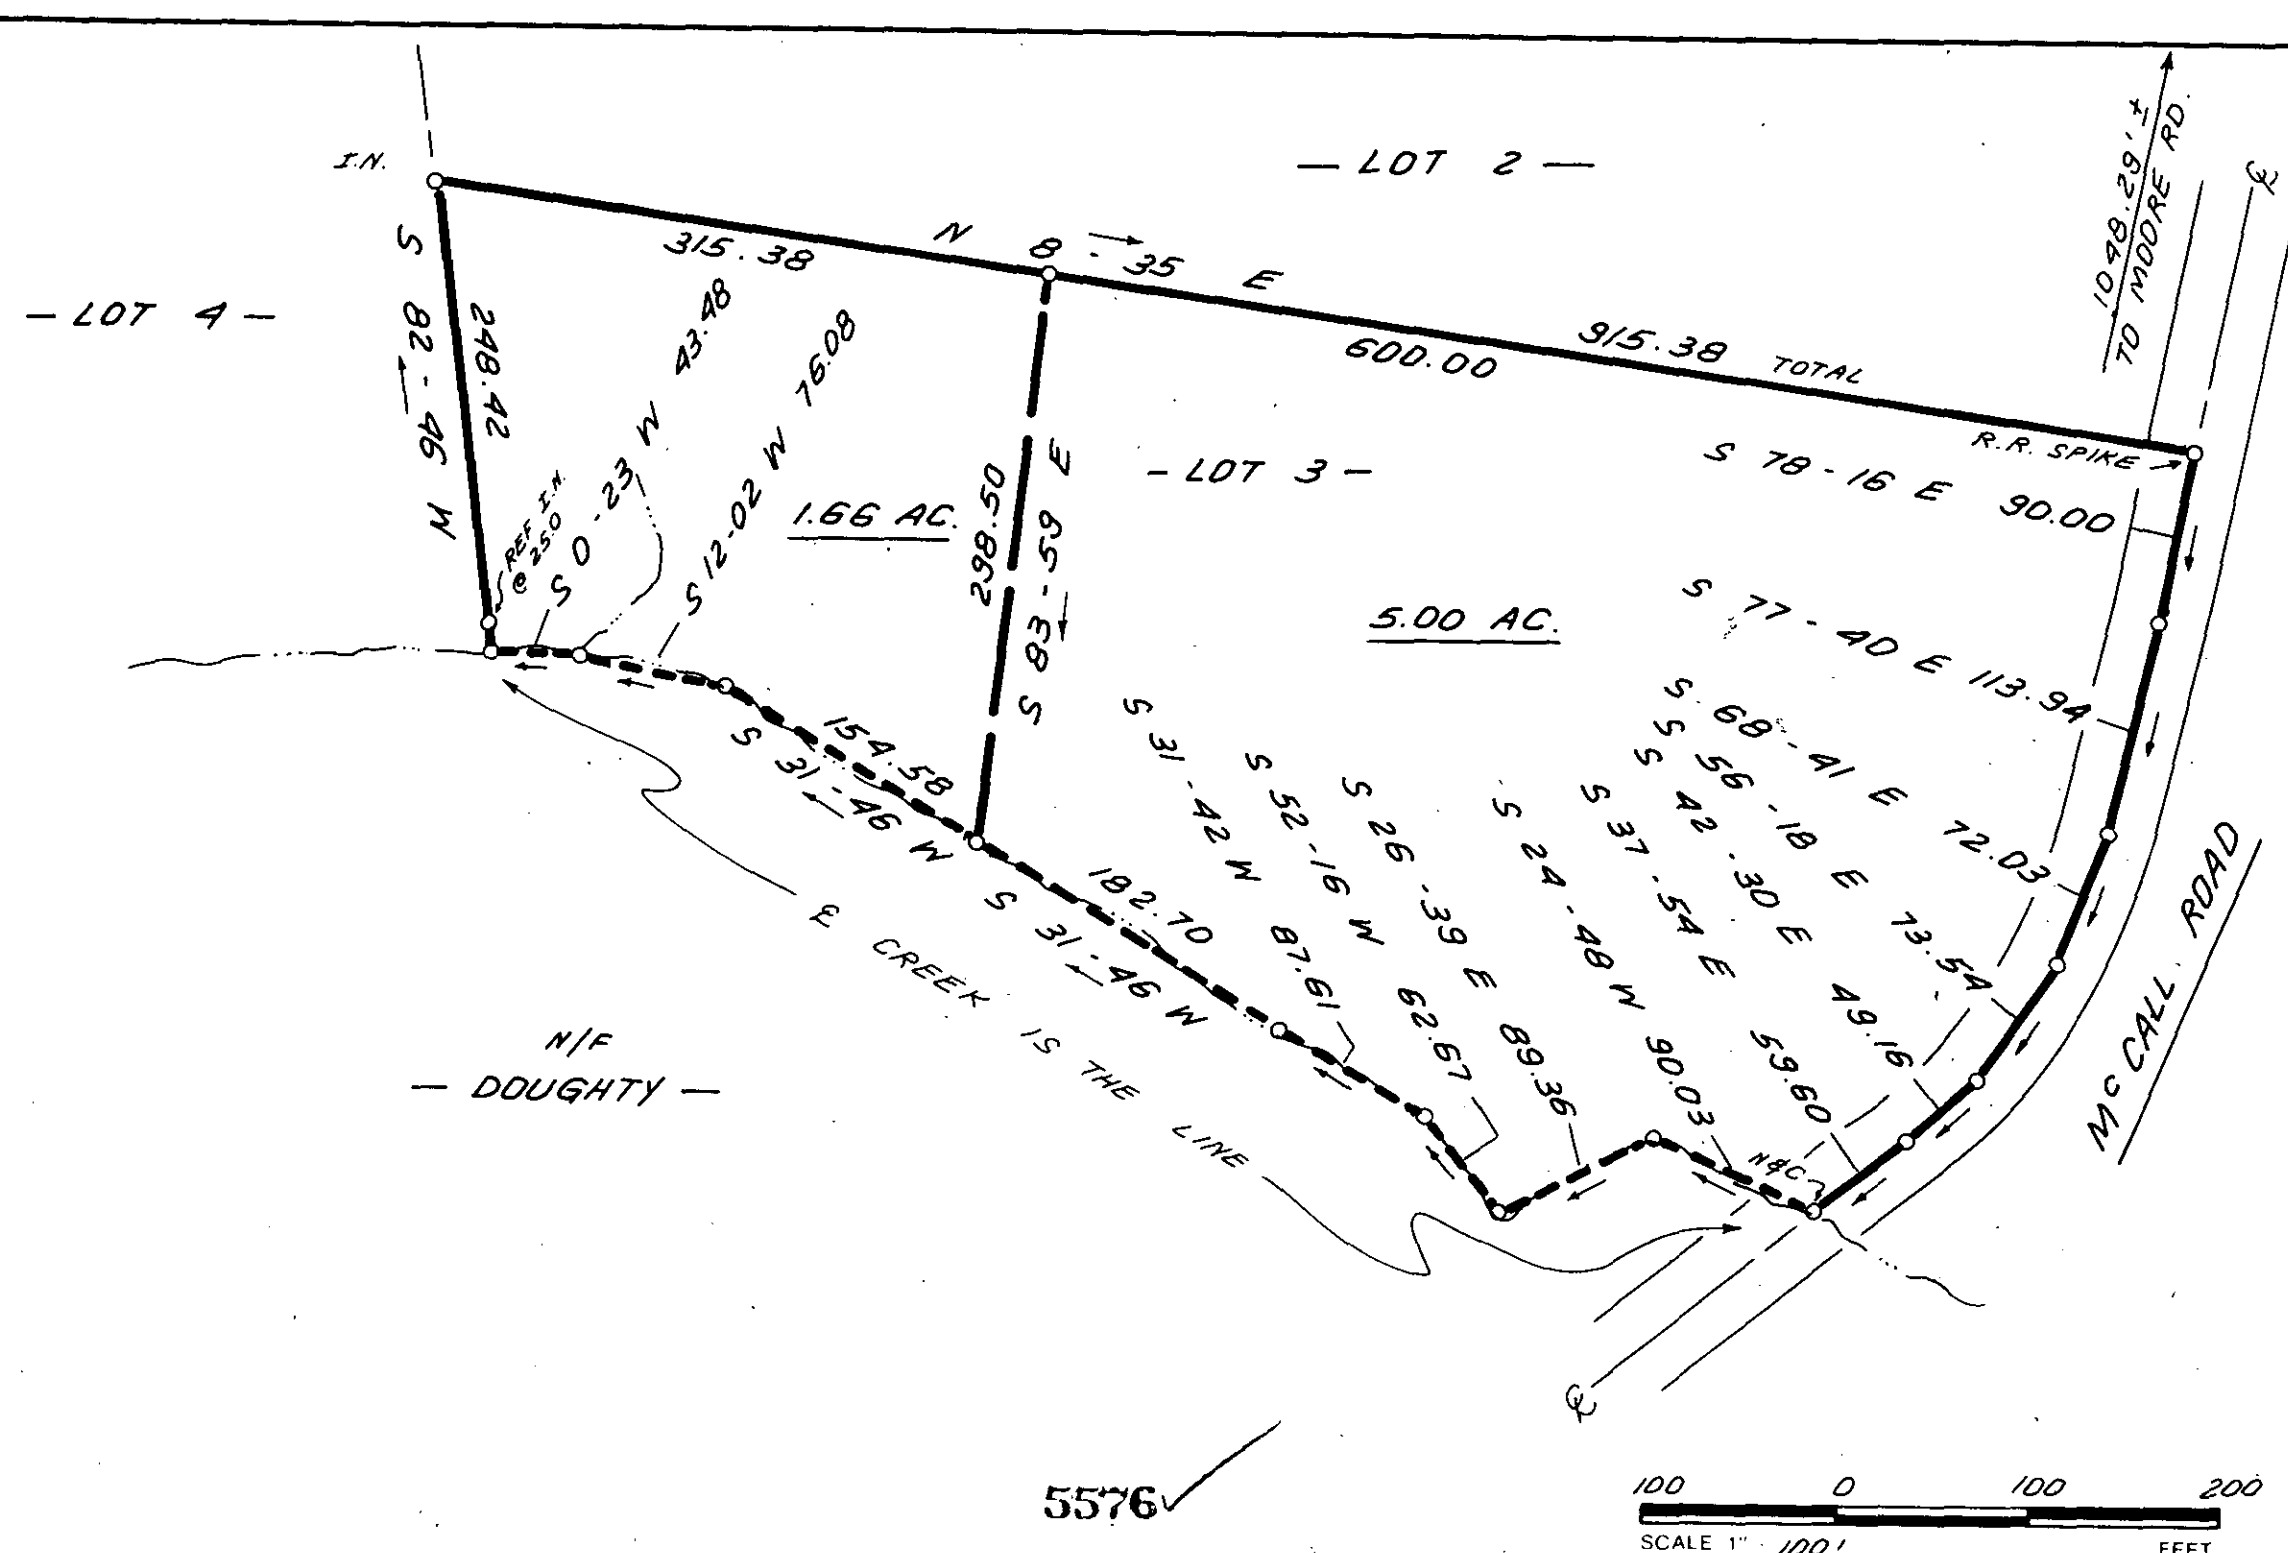 I.N.
— LOT 2 —
1048.29' ±
TO MOORE RD.
℄
N 8 - 35 E
315.38
600.00
915.38 TOTAL
R.R. SPIKE
— LOT 4 —
S 82 - 46 W
248.42
REF I.N.
@ 25.0
S 0 - 23 W 43.48
S 12-02 W 76.08
1.66 AC.
298.50
S 83 - 59 E
— LOT 3 —
5.00 AC.
S 78 - 16 E 90.00
S 77 - 40 E 113.94
S 68 - 41 E 72.03
S 56 - 18 E 73.54
S 42 - 30 E 49.16
S 37 - 54 E 59.60
S 24 - 48 W 90.03
S 26 - 39 E 89.36
S 52 - 16 W 62.67
S 31 - 42 W 87.61
154.58
S 31 - 46 W
182.70
S 31 - 46 W
N&C
McCALL ROAD
℄ CREEK IS THE LINE
N/F
— DOUGHTY —
℄
5576
100 0 100 200
SCALE 1" 100' FEET